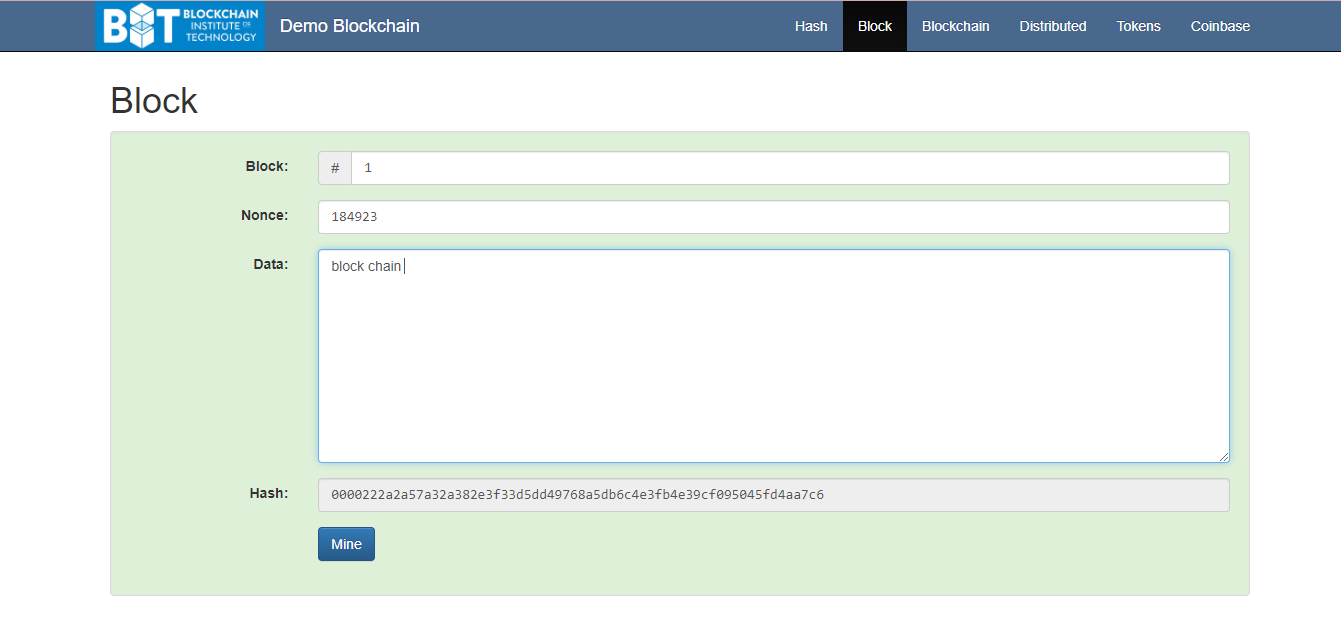 BIT BLOCKCHAIN INSTITUTE OF TECHNOLOGY Demo Blockchain Hash Block Blockchain Distributed Tokens Coinbase
Block
Block: # 1
Nonce: 184923
Data: block chain
Hash: 0000222a2a57a32a382e3f33d5dd49768a5db6c4e3fb4e39cf095045fd4aa7c6
Mine